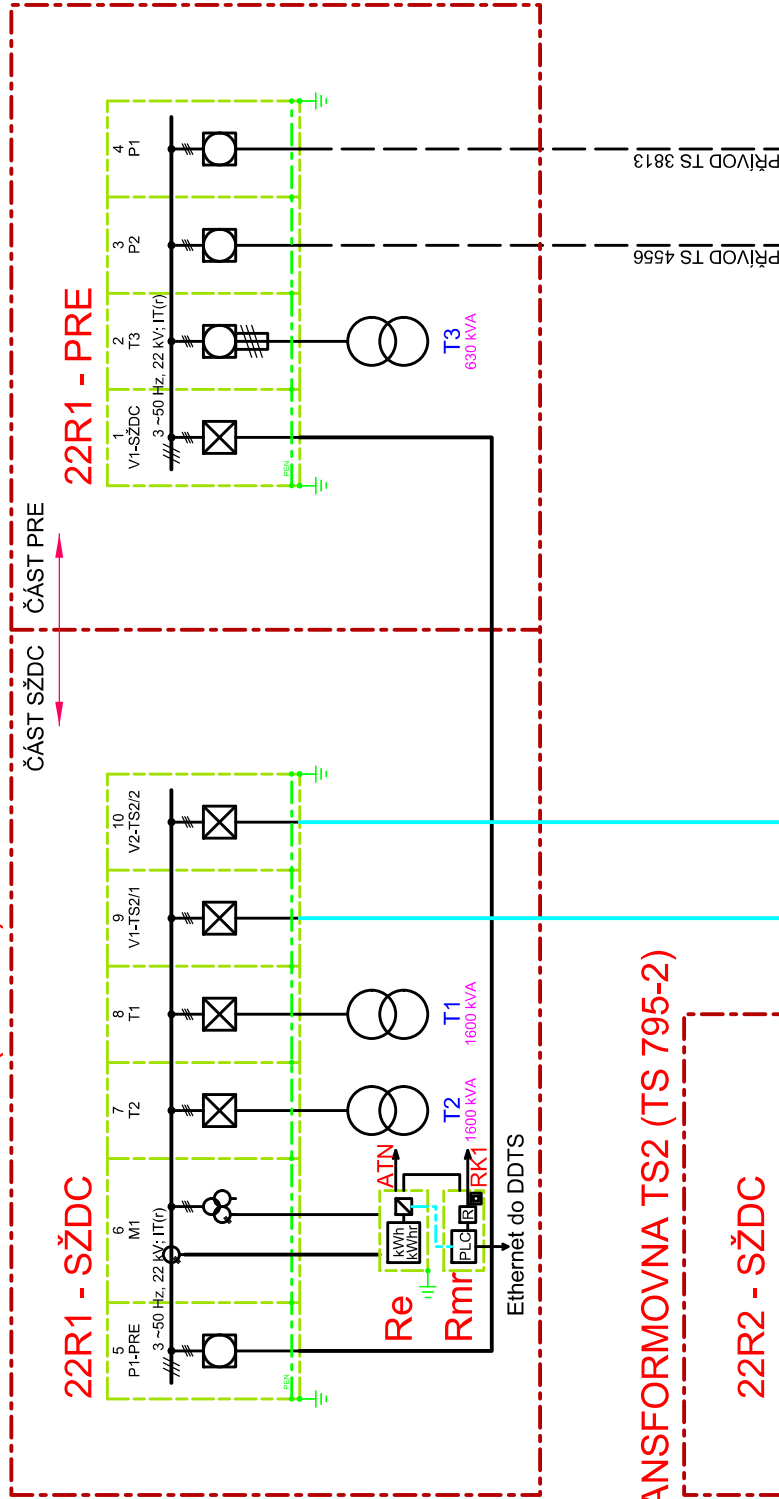 ČÁST SŽDC
ČÁST PRE
22R1 - SŽDC
5
P1-PRE
6
M1
7
T2
8
T1
9
V1-TS2/1
10
V2-TS2/2
3 ~50 Hz, 22 kV; IT(r)
PEN
T2
1600 kVA
T1
1600 kVA
Re
kWh
kWhr
ATN
Rmr
PLC
R
RK1
Ethernet do DDTS
22R1 - PRE
1
V1-SŽDC
2
T3
3
P2
4
P1
3 ~50 Hz, 22 kV; IT(r)
PEN
T3
630 kVA
PŘÍVOD TS 4556
PŘÍVOD TS 3813
ANSFORMOVNA TS2 (TS 795-2)
22R2 - SŽDC